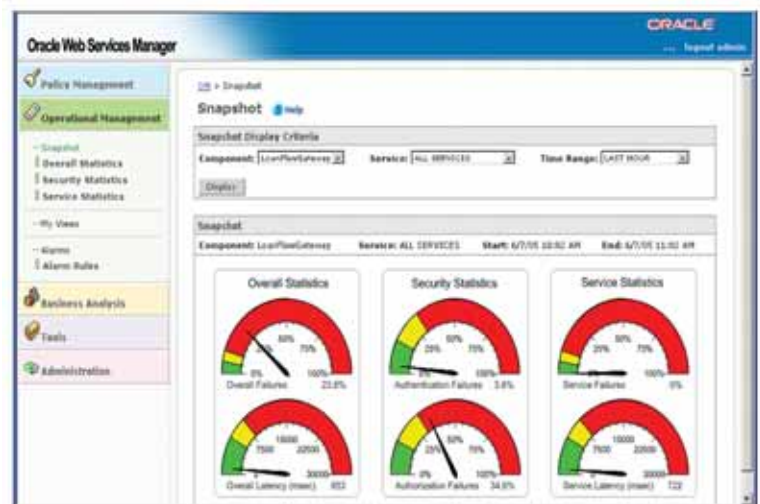 ORACLE
Oracle Web Services Manager
... logout admin
Policy Management
Operational Management
Snapshot
Overall Statistics
Security Statistics
Service Statistics
My Views
Alarms
Alarm Rules
Business Analysis
Tools
Administration
> Snapshot
Snapshot Help
Snapshot Display Criteria
Component: LoanFlowGateway Service: ALL SERVICES Time Range: LAST HOUR
Display
Snapshot
Component: LoanFlowGateway Service: ALL SERVICES Start: 6/7/05 10:02 AM End: 6/7/05 11:02 AM
Overall Statistics
25% 50% 75%
0% 100%
Overall Failures 23.8%
7500 15000 22500
0 30000
Overall Latency (msec) 853
Security Statistics
25% 50% 75%
0% 100%
Authentication Failures 3.6%
25% 50% 75%
0% 100%
Authorization Failures 34.6%
Service Statistics
25% 50% 75%
0% 100%
Service Failures 0%
7500 15000 22500
0 30000
Service Latency (msec) 722